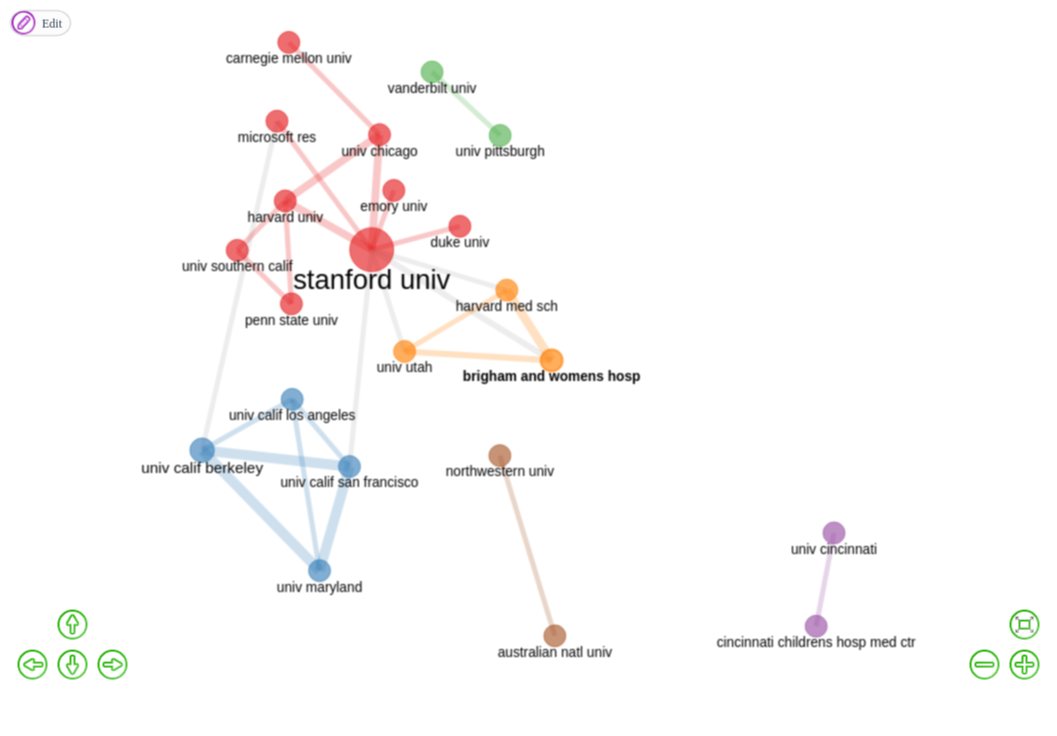 Edit
carnegie mellon univ
vanderbilt univ
microsoft res
univ chicago
univ pittsburgh
emory univ
harvard univ
duke univ
univ southern calif
stanford univ
harvard med sch
penn state univ
univ utah
brigham and womens hosp
univ calif los angeles
univ calif berkeley
northwestern univ
univ calif san francisco
univ cincinnati
univ maryland
cincinnati childrens hosp med ctr
australian natl univ